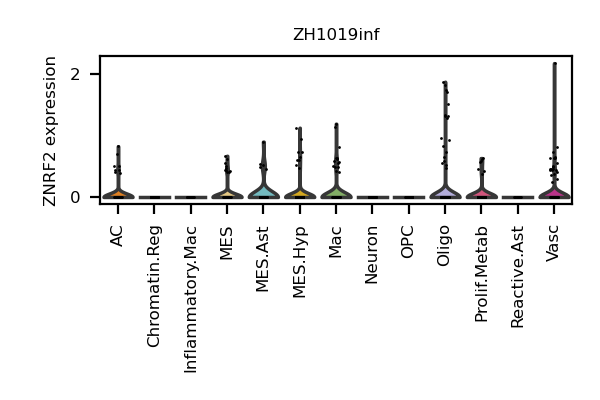 ZH1019inf
ZNRF2 expression
2
0
AC
Chromatin.Reg
Inflammatory.Mac
MES
MES.Ast
MES.Hyp
Mac
Neuron
OPC
Oligo
Prolif.Metab
Reactive.Ast
Vasc